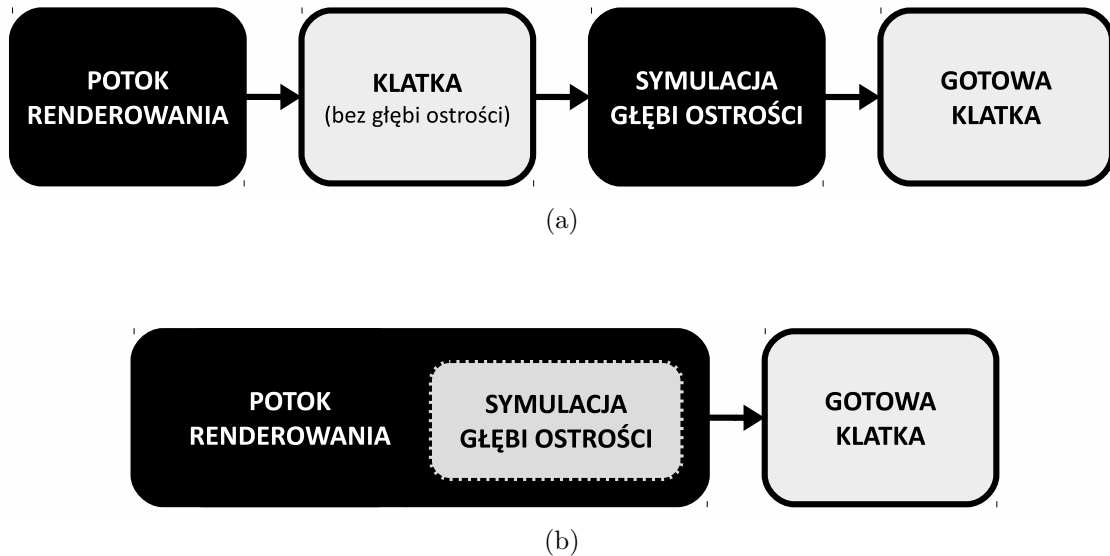 POTOK
RENDEROWANIA
KLATKA
(bez głębi ostrości)
SYMULACJA
GŁĘBI OSTROŚCI
GOTOWA
KLATKA
(a)
POTOK
RENDEROWANIA
SYMULACJA
GŁĘBI OSTROŚCI
GOTOWA
KLATKA
(b)